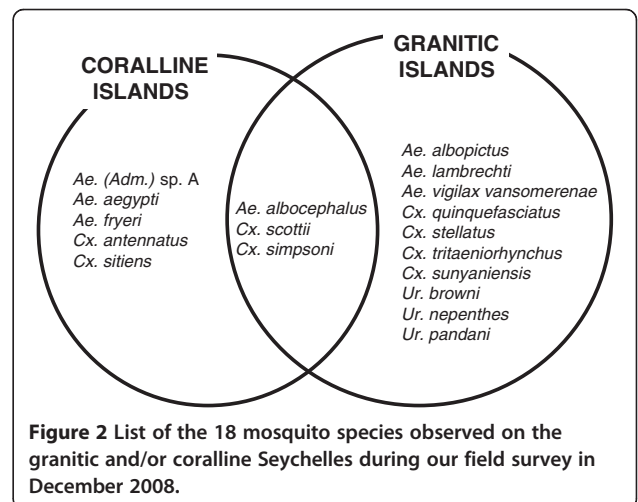 CORALLINE
ISLANDS
GRANITIC
ISLANDS
Ae. (Adm.) sp. A
Ae. aegypti
Ae. fryeri
Cx. antennatus
Cx. sitiens
Ae. albocephalus
Cx. scottii
Cx. simpsoni
Ae. albopictus
Ae. lambrechti
Ae. vigilax vansomerenae
Cx. quinquefasciatus
Cx. stellatus
Cx. tritaeniorhynchus
Cx. sunyaniensis
Ur. browni
Ur. nepenthes
Ur. pandani
Figure 2 List of the 18 mosquito species observed on the
granitic and/or coralline Seychelles during our field survey in
December 2008.